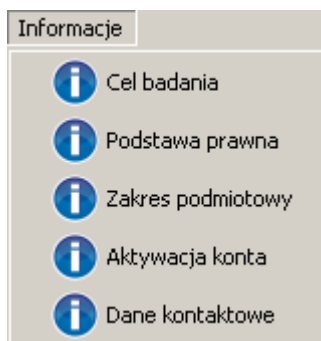 Informacje
Cel badania
Podstawa prawna
Zakres podmiotowy
Aktywacja konta
Dane kontaktowe